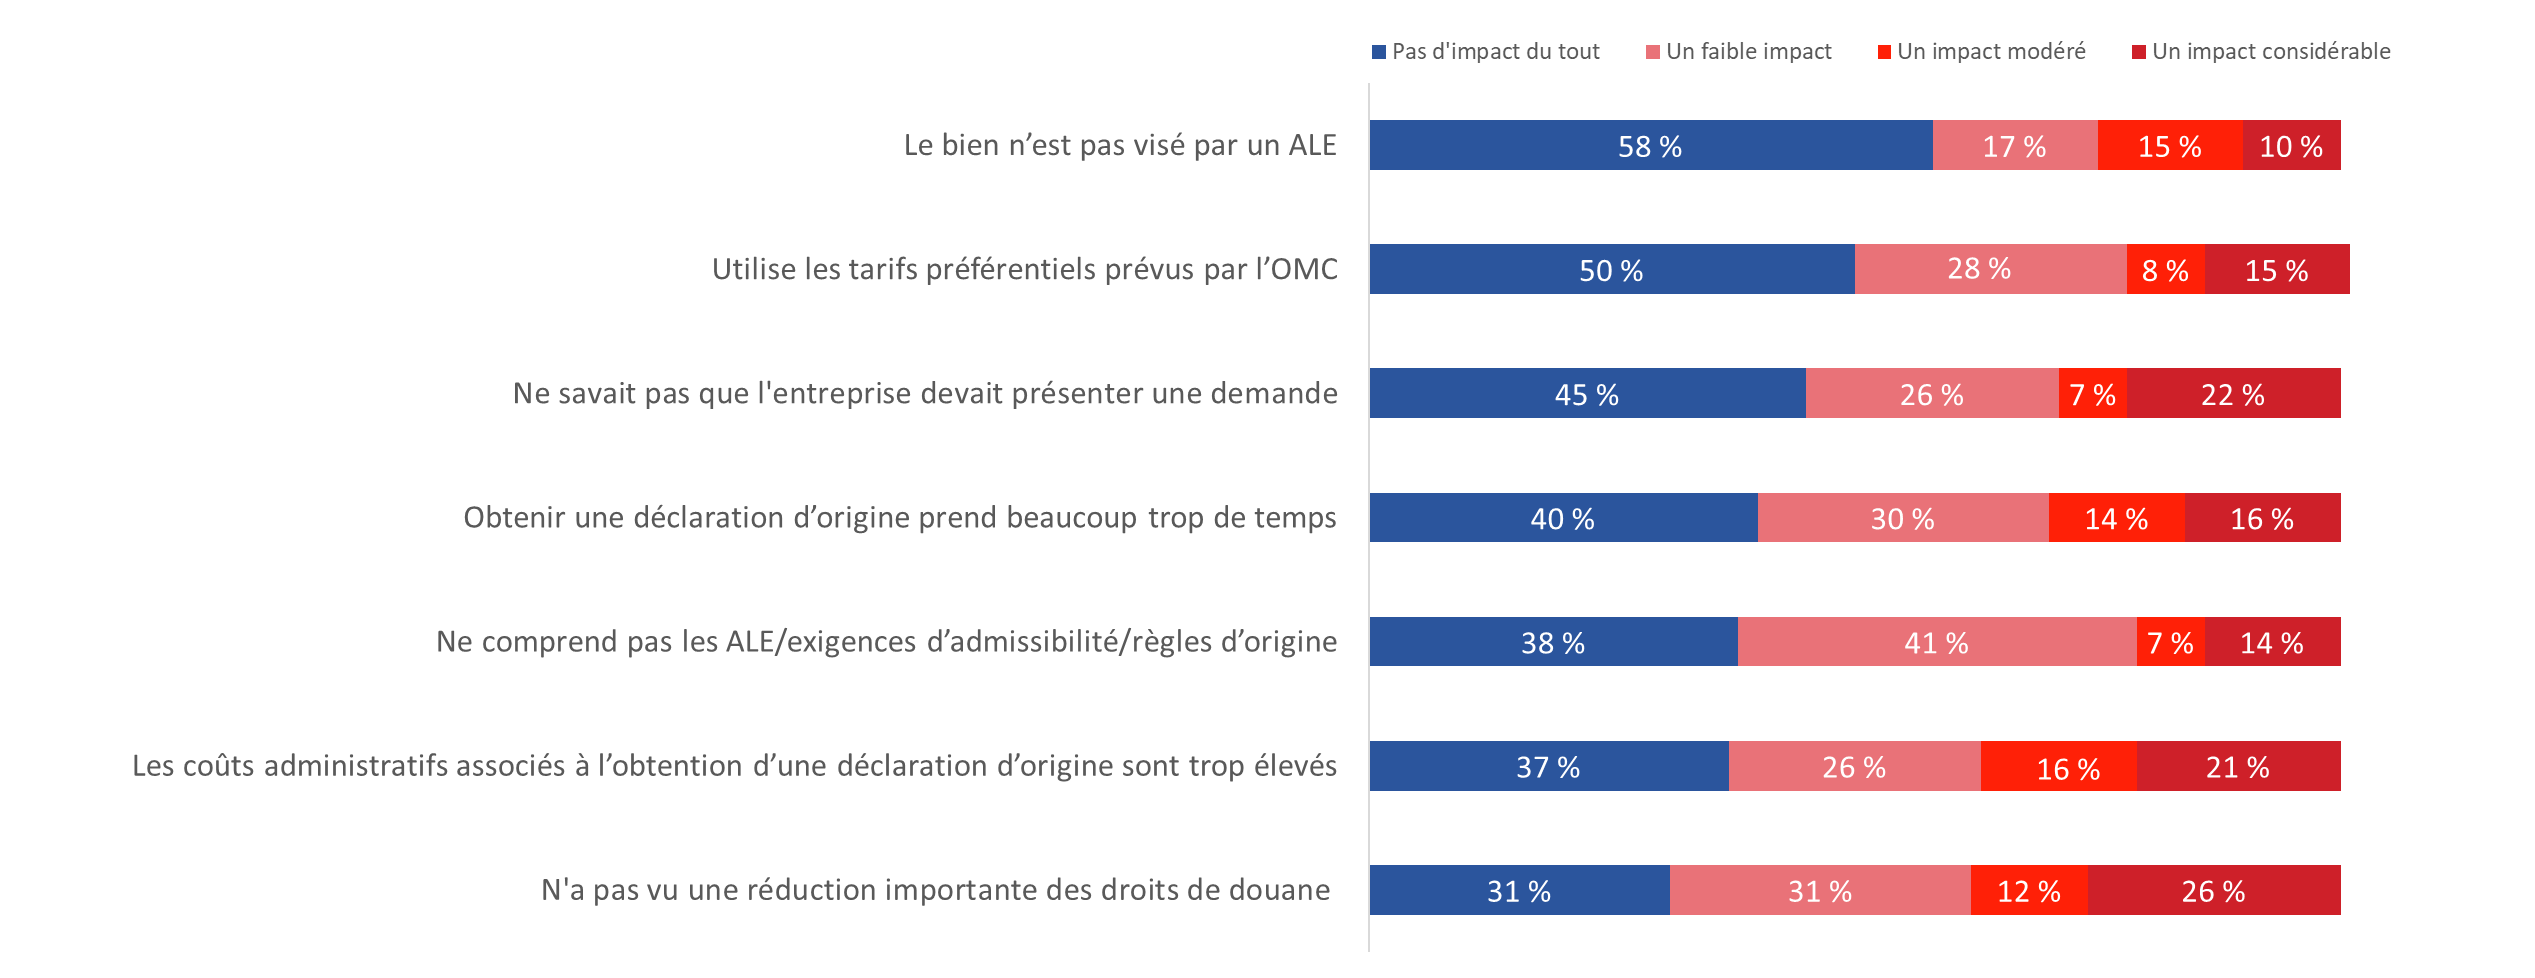 Pas d'impact du tout Un faible impact Un impact modéré Un impact considérable
Le bien n’est pas visé par un ALE 58 % 17 % 15 % 10 %
Utilise les tarifs préférentiels prévus par l’OMC 50 % 28 % 8 % 15 %
Ne savait pas que l'entreprise devait présenter une demande 45 % 26 % 7 % 22 %
Obtenir une déclaration d’origine prend beaucoup trop de temps 40 % 30 % 14 % 16 %
Ne comprend pas les ALE/exigences d’admissibilité/règles d’origine 38 % 41 % 7 % 14 %
Les coûts administratifs associés à l’obtention d’une déclaration d’origine sont trop élevés 37 % 26 % 16 % 21 %
N'a pas vu une réduction importante des droits de douane 31 % 31 % 12 % 26 %